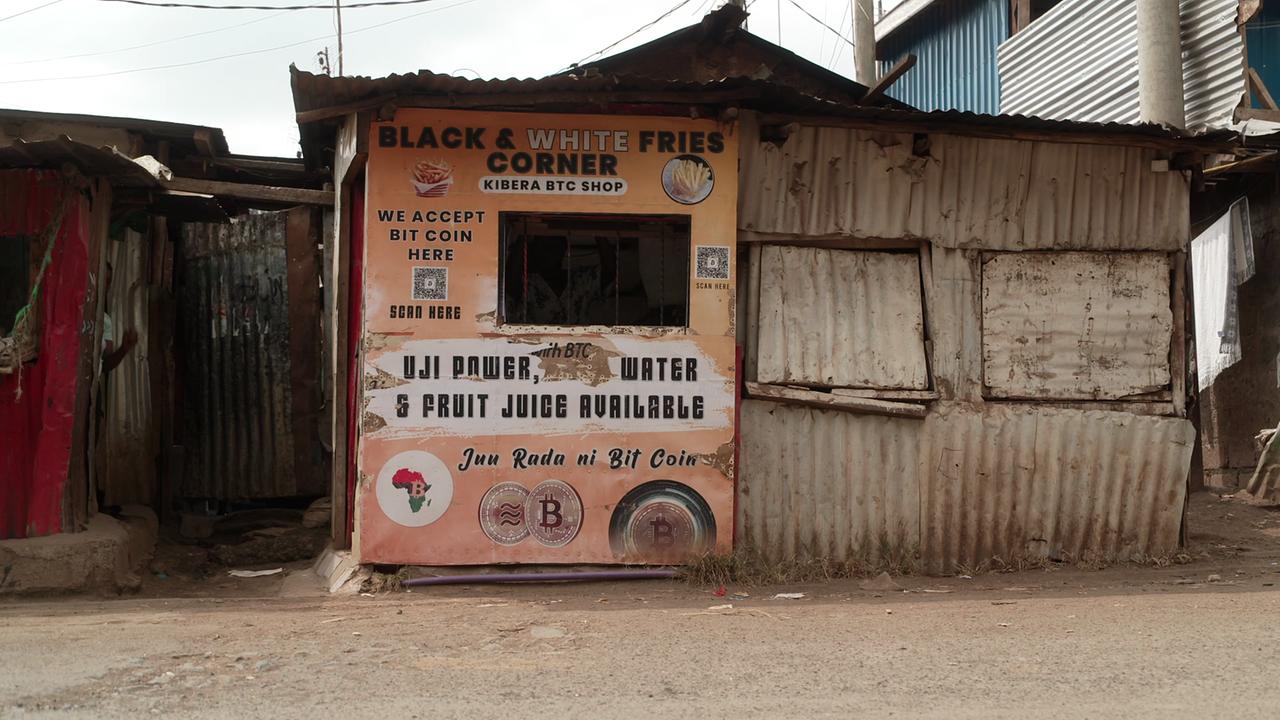 BLACK & WHITE FRIES
CORNER
KIBERA BTC SHOP
WE ACCEPT
BIT COIN
HERE
SCAN HERE
SCAN HERE
with BTC
UJI POWER, WATER
& FRUIT JUICE AVAILABLE
Juu Rada ni Bit Coin